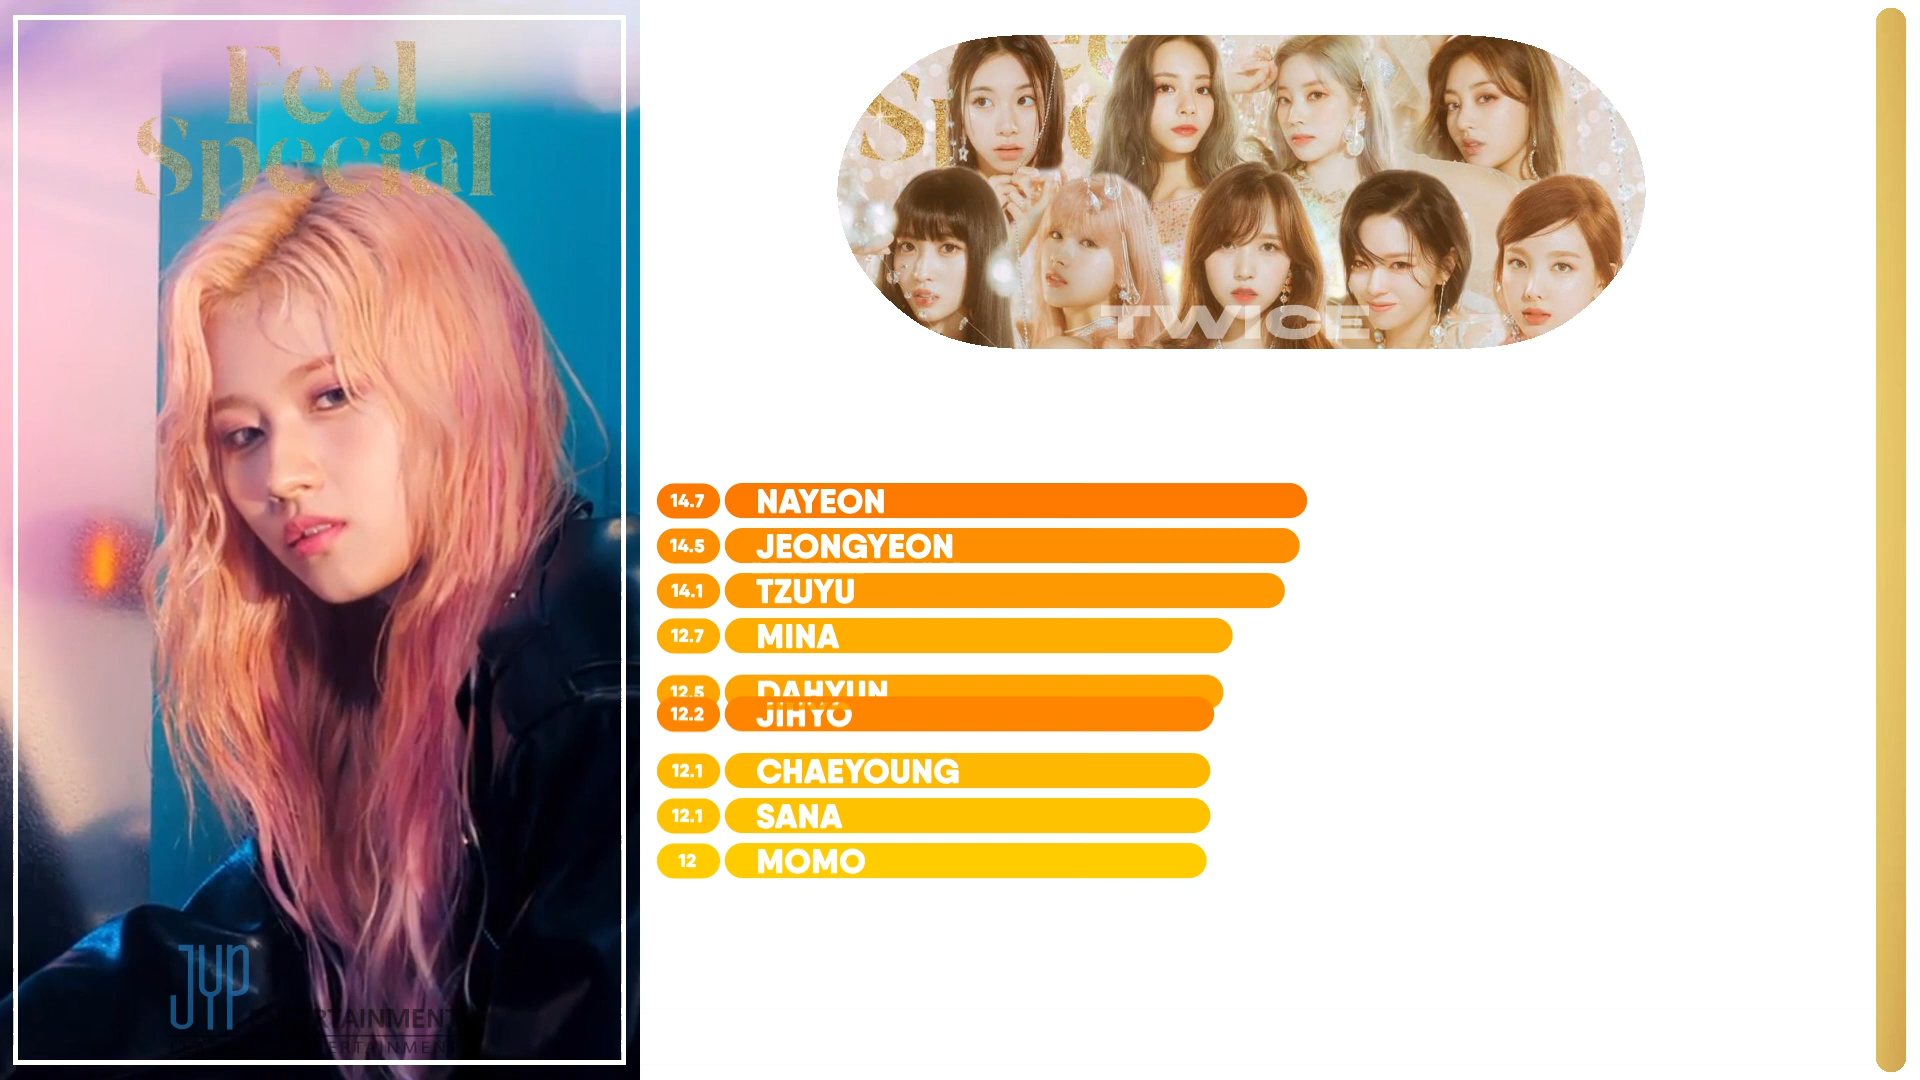 Feel
Special
JYP ENTERTAINMENT
TWICE
14.7 NAYEON
14.5 JEONGYEON
14.1 TZUYU
12.7 MINA
12.5 DAHYUN
12.2 JIHYO
12.1 CHAEYOUNG
12.1 SANA
12 MOMO